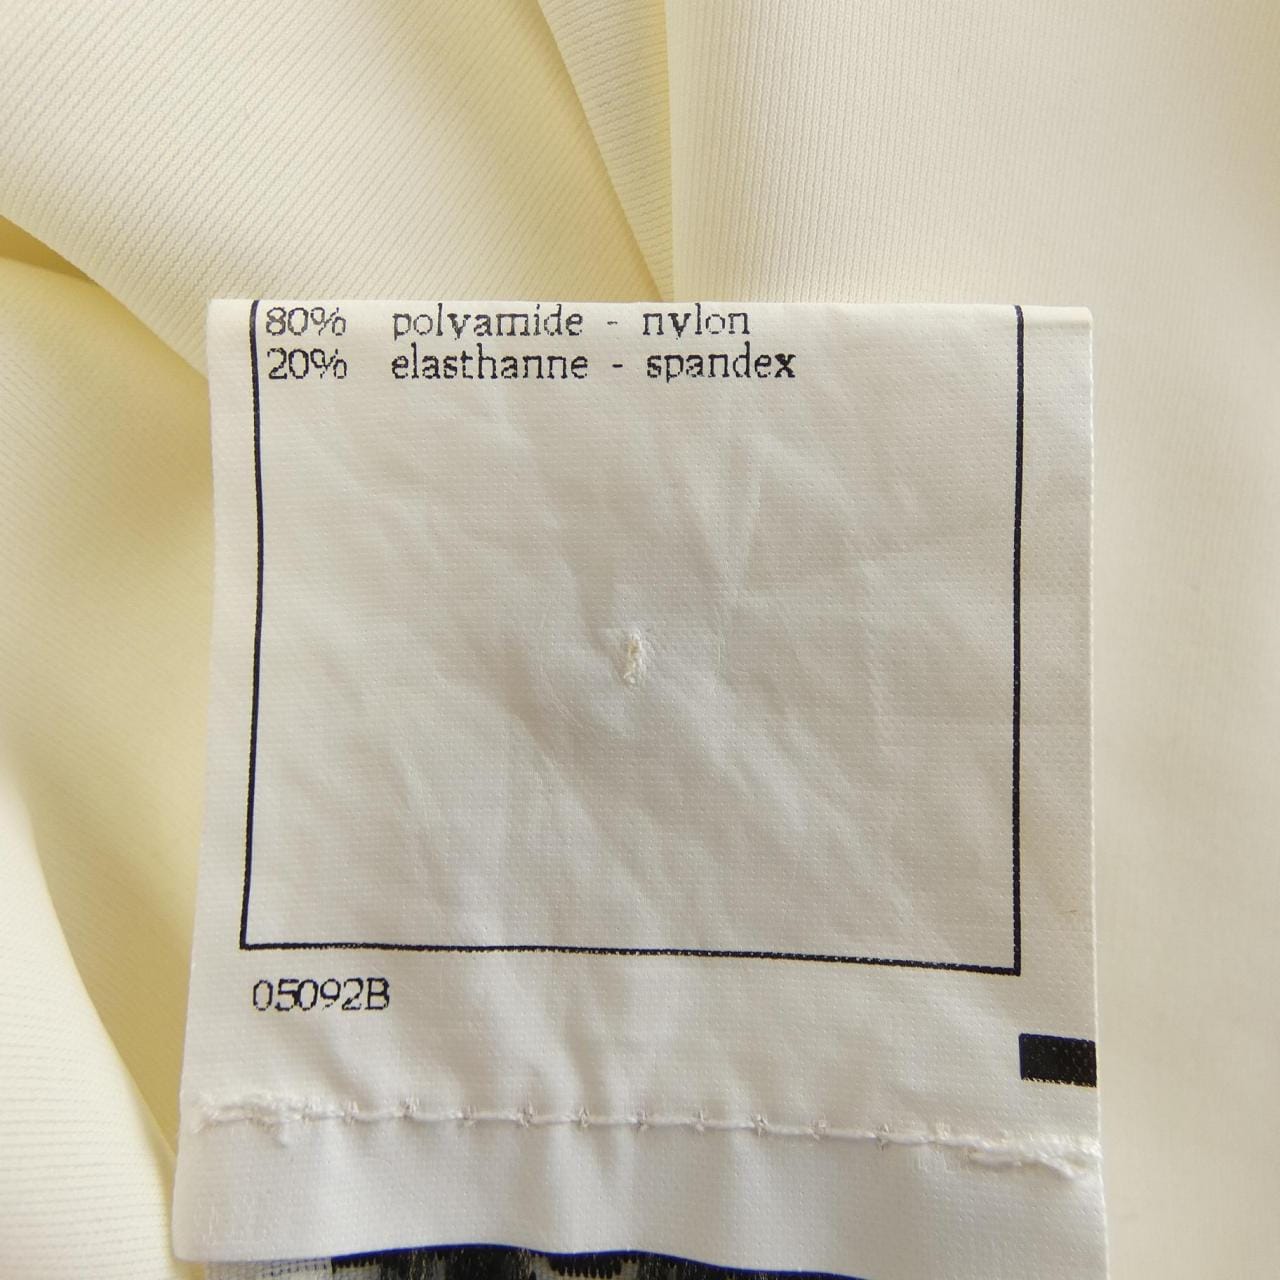 80% polyamide - nylon
20% elasthanne - spandex
05092B